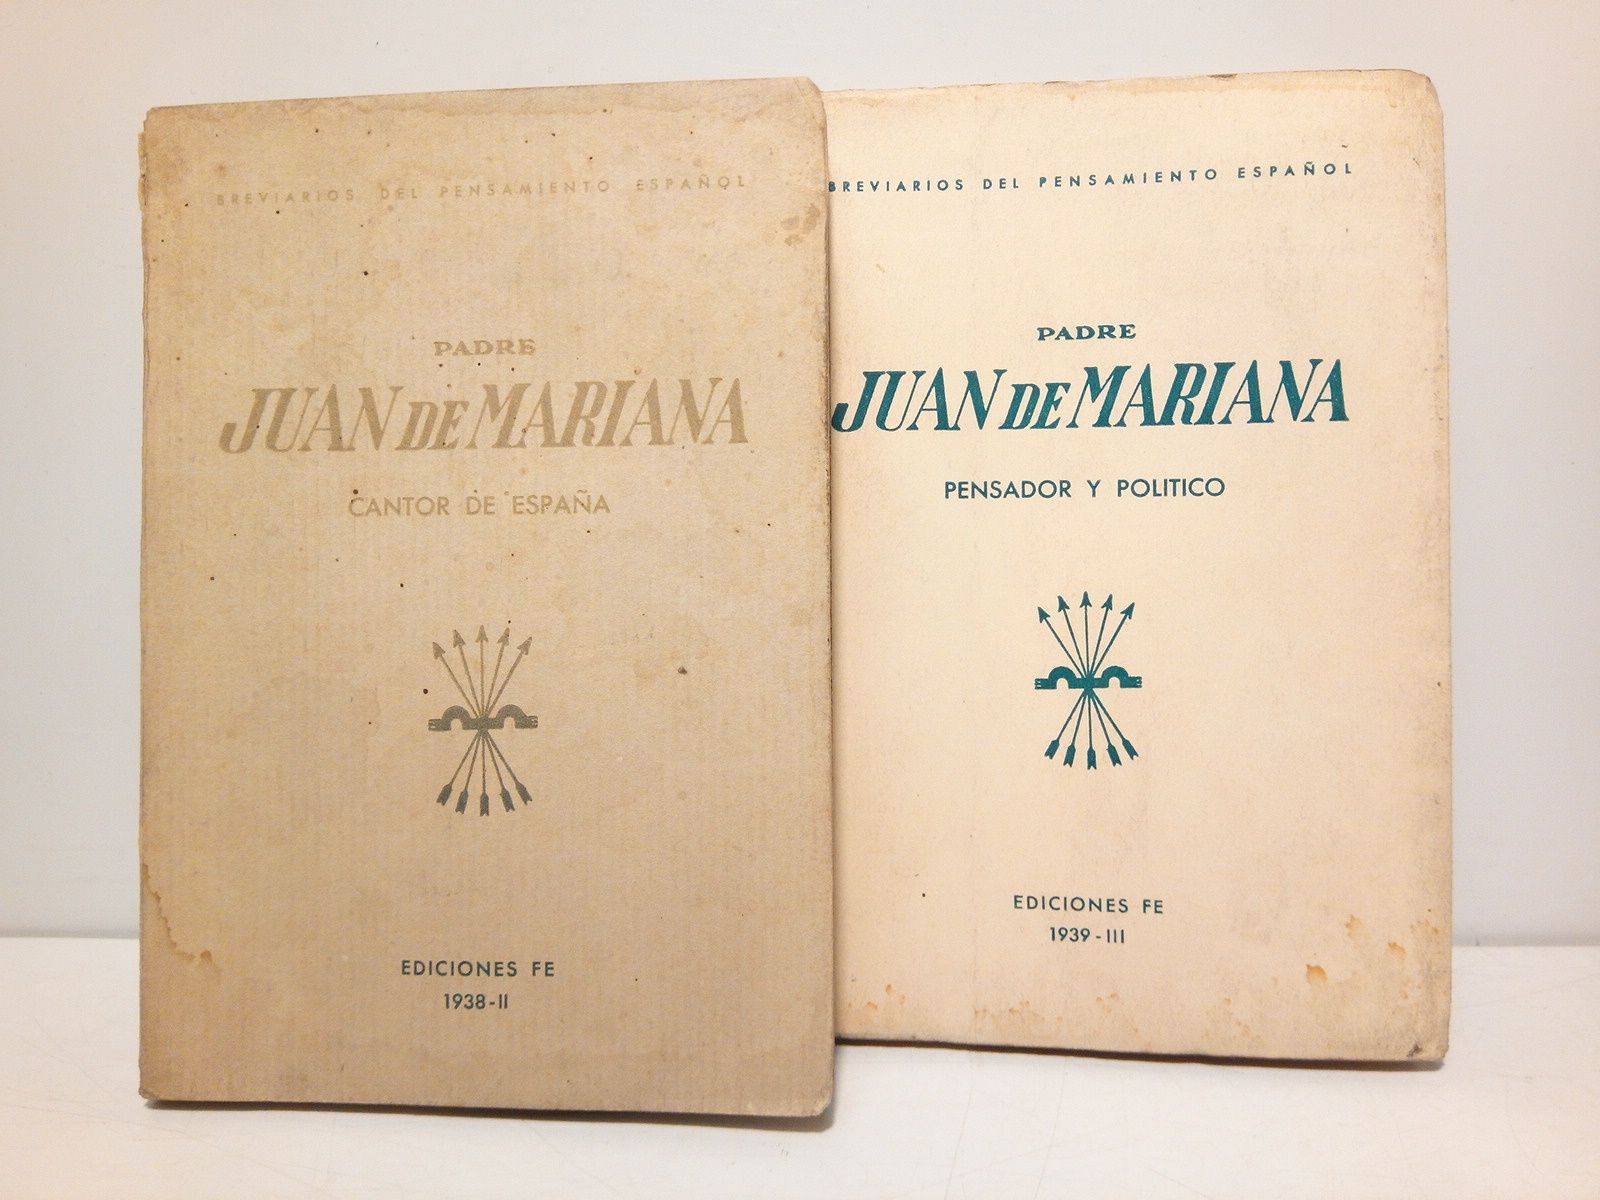 BREVIARIOS DEL PENSAMIENTO ESPAÑOL
PADRE
JUAN DE MARIANA
CANTOR DE ESPAÑA
EDICIONES FE
1938-II
BREVIARIOS DEL PENSAMIENTO ESPAÑOL
PADRE
JUAN DE MARIANA
PENSADOR Y POLITICO
EDICIONES FE
1939-III